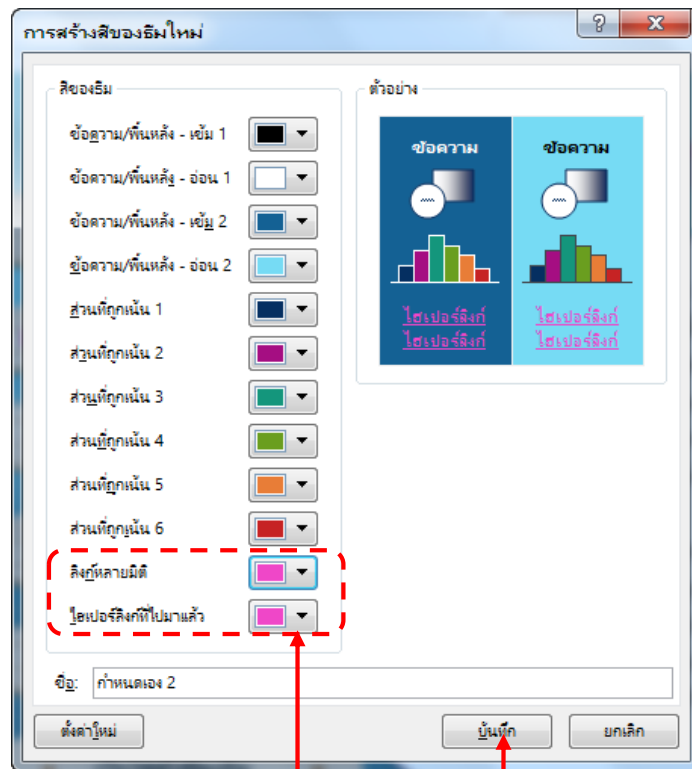 การสร้างสีของธีมใหม่
สีของธีม
ข้อความ/พื้นหลัง - เข้ม 1
ข้อความ/พื้นหลัง - อ่อน 1
ข้อความ/พื้นหลัง - เข้ม 2
ข้อความ/พื้นหลัง - อ่อน 2
ส่วนที่ถูกเน้น 1
ส่วนที่ถูกเน้น 2
ส่วนที่ถูกเน้น 3
ส่วนที่ถูกเน้น 4
ส่วนที่ถูกเน้น 5
ส่วนที่ถูกเน้น 6
ลิงก์หลายมิติ
ไฮเปอร์ลิงก์ที่ไปมาแล้ว
ตัวอย่าง
ข้อความ ข้อความ
ไฮเปอร์ลิงก์ ไฮเปอร์ลิงก์
ไฮเปอร์ลิงก์ ไฮเปอร์ลิงก์
ชื่อ: กำหนดเอง 2
ตั้งค่าใหม่ บันทึก ยกเลิก